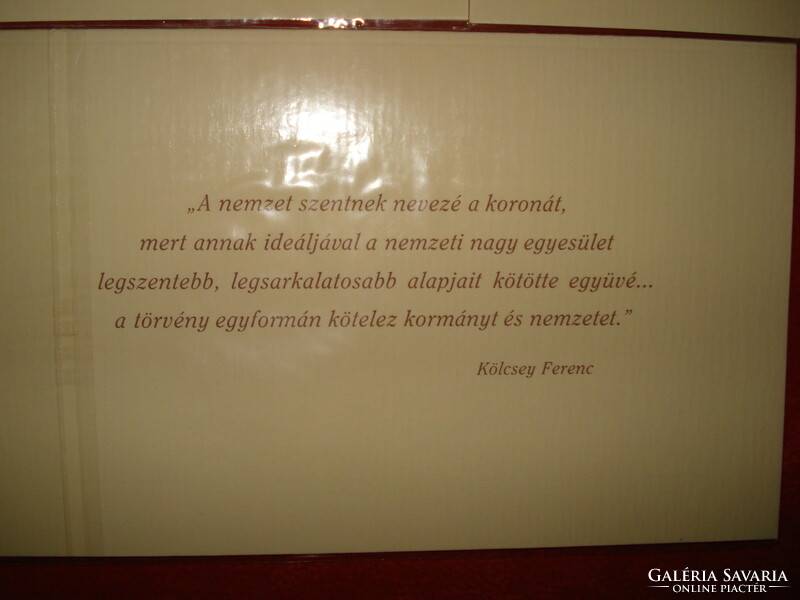 „A nemzet szentnek nevezé a koronát,
mert annak ideáljával a nemzeti nagy egyesület
legszentebb, legsarkalatosabb alapjait kötötte együvé...
a törvény egyformán kötelez kormányt és nemzetet.”
Kölcsey Ferenc
GALÉRIA SAVARIA
ONLINE PIACTÉR